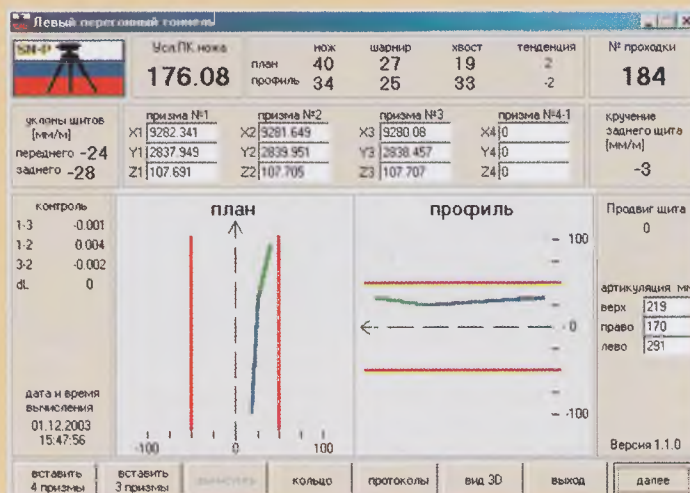 Левый перегонный тоннель
SN-P
Усл.ПК ножа
176.08
нож шарнир хвост тенденция
план 40 27 19 2
профиль 34 25 33 -2
№ проходки
184
уклоны щитов
[мм/м]
переднего -24
заднего -28
призма №1 призма №2 призма №3 призма №4-1
X1 9282.341 X2 9281.649 X3 9280.08 X4 0
Y1 2837.949 Y2 2839.951 Y3 2838.457 Y4 0
Z1 107.691 Z2 107.705 Z3 107.707 Z4 0
кручение
заднего щита
[мм/м]
-3
контроль
1-3 -0.001
1-2 0.004
3-2 -0.002
dL 0
дата и время
вычисления
01.12.2003
15:47:56
план
-100 0 100
профиль
100
0
-100
Продвиг щита
0
артикуляция мм
верх 219
право 170
лево 291
Версия 1.1.0
вставить
4 призмы
вставить
3 призмы
кольцо
протоколы
вид 3D
выход
далее